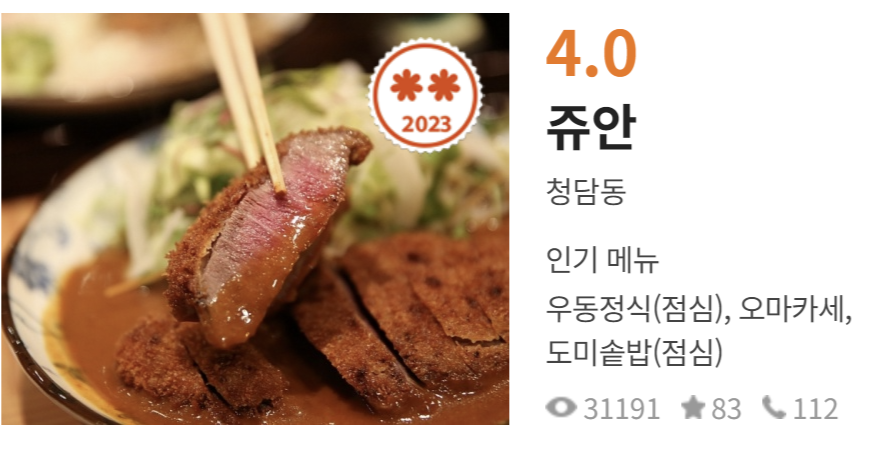 2023
4.0
쥬안
청담동
인기 메뉴
우동정식(점심), 오마카세,
도미솥밥(점심)
31191 83 112